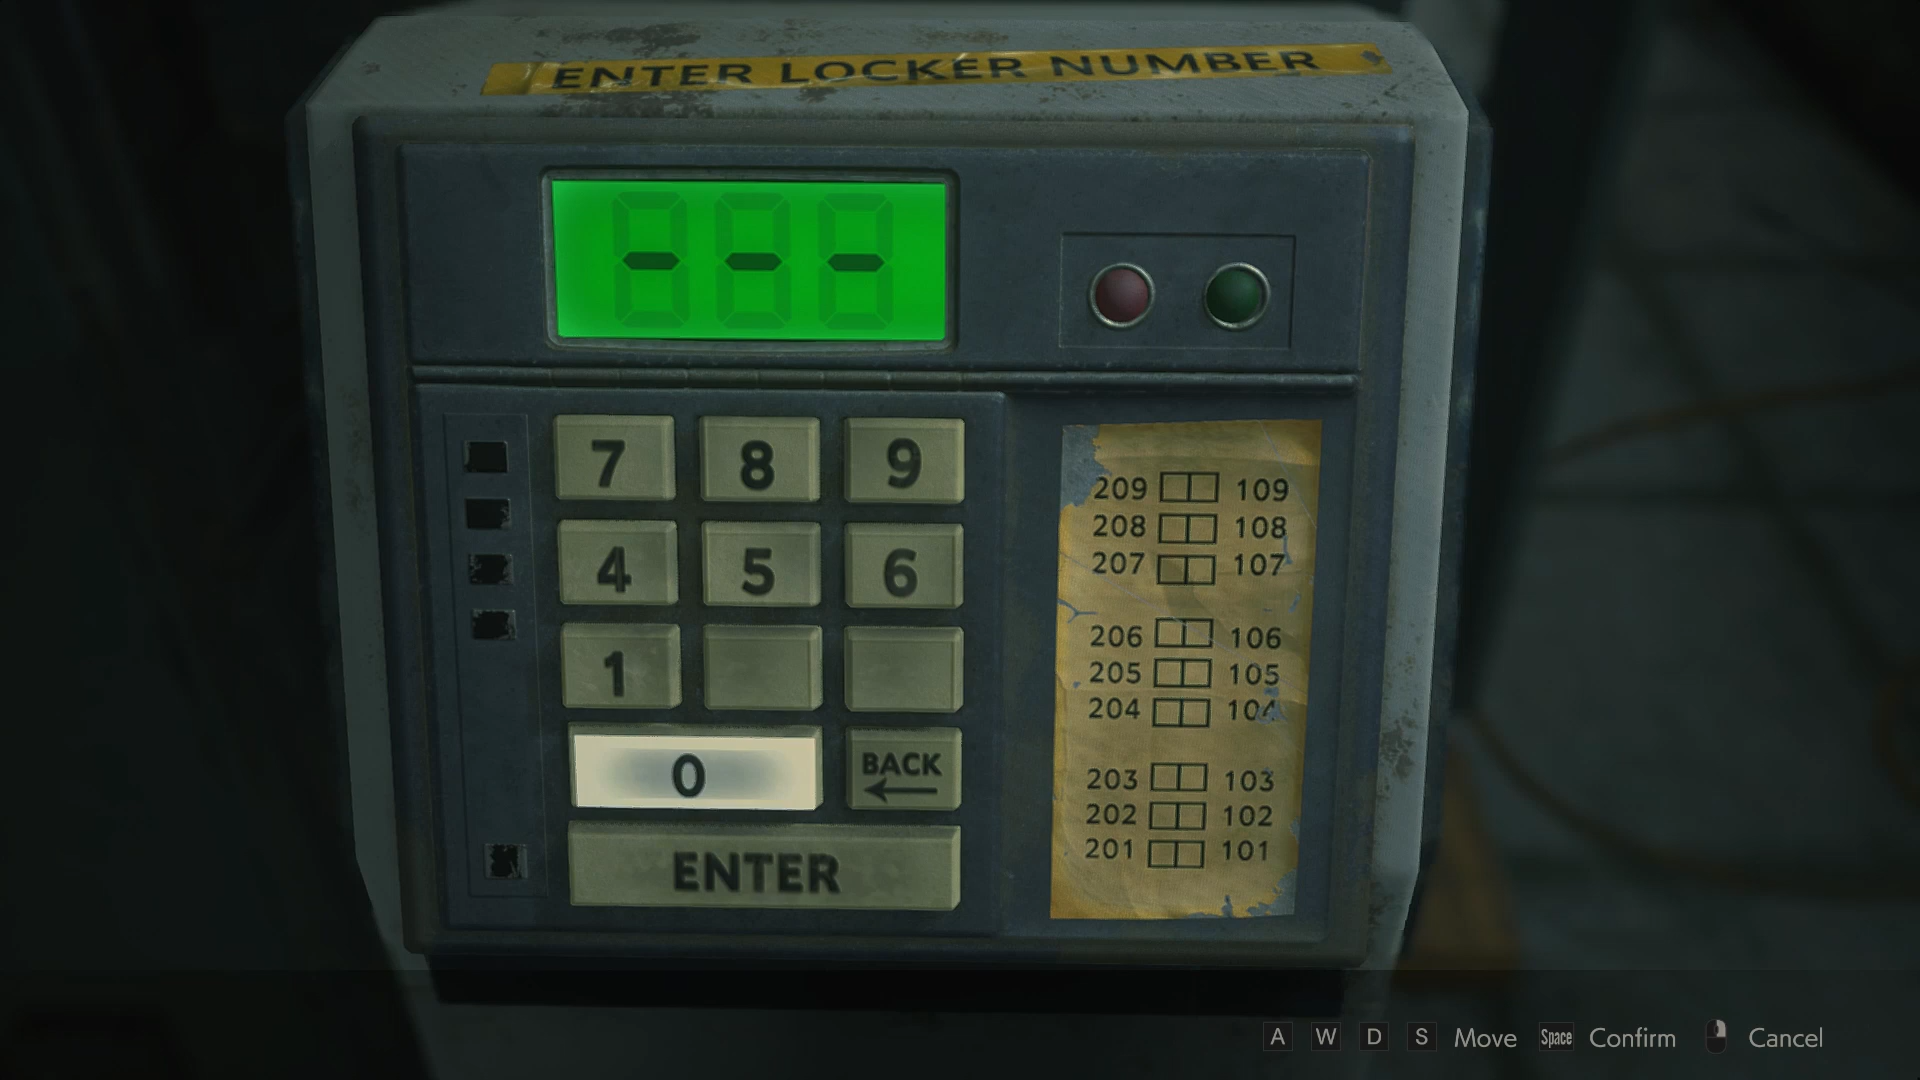 ENTER LOCKER NUMBER
- - -
7 8 9
4 5 6
1
0 BACK
ENTER
209 109
208 108
207 107
206 106
205 105
204 104
203 103
202 102
201 101
A W D S Move Space Confirm Cancel